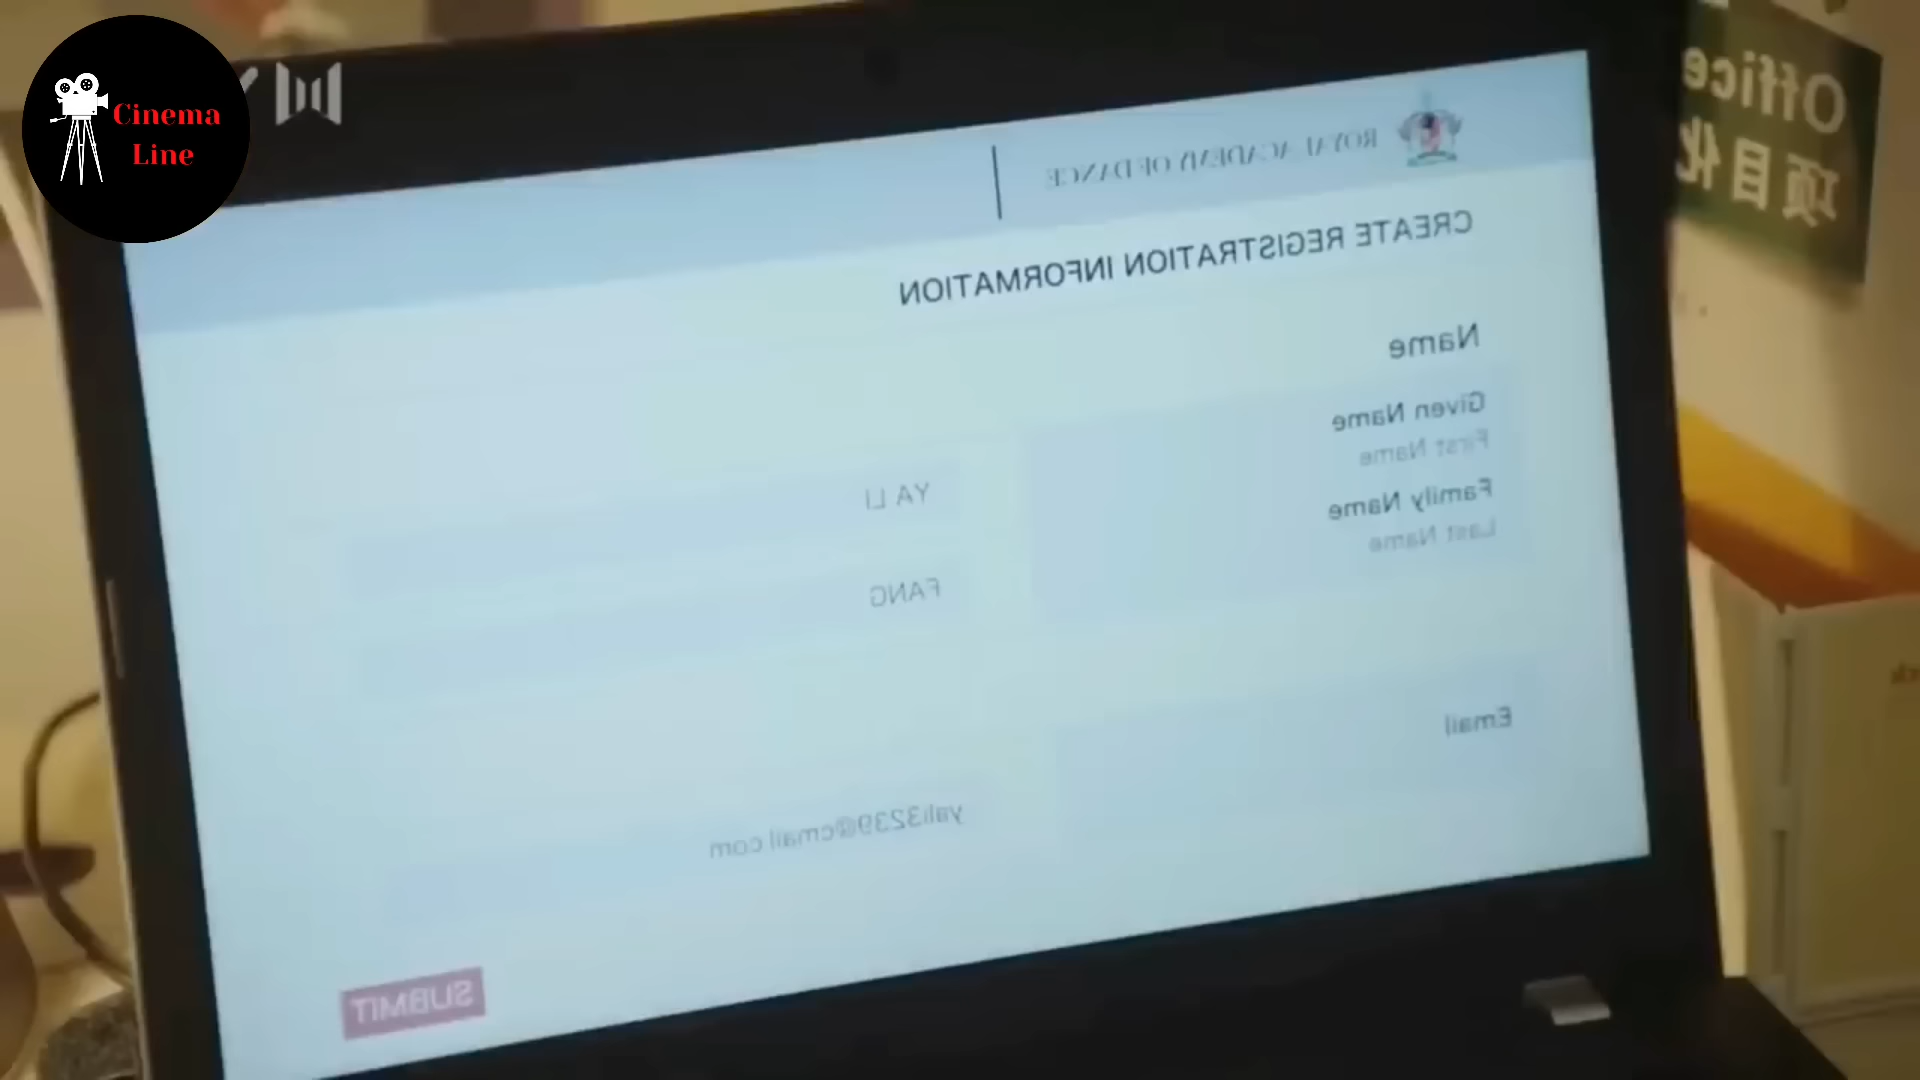 Cinema
Line
ROYAL ACADEMY OF DANCE
CREATE REGISTRATION INFORMATION
Name
Given Name
First Name
YA LI
Family Name
Last Name
FANG
Email
yali3239@cmail.com
SUBMIT
Office
项目化